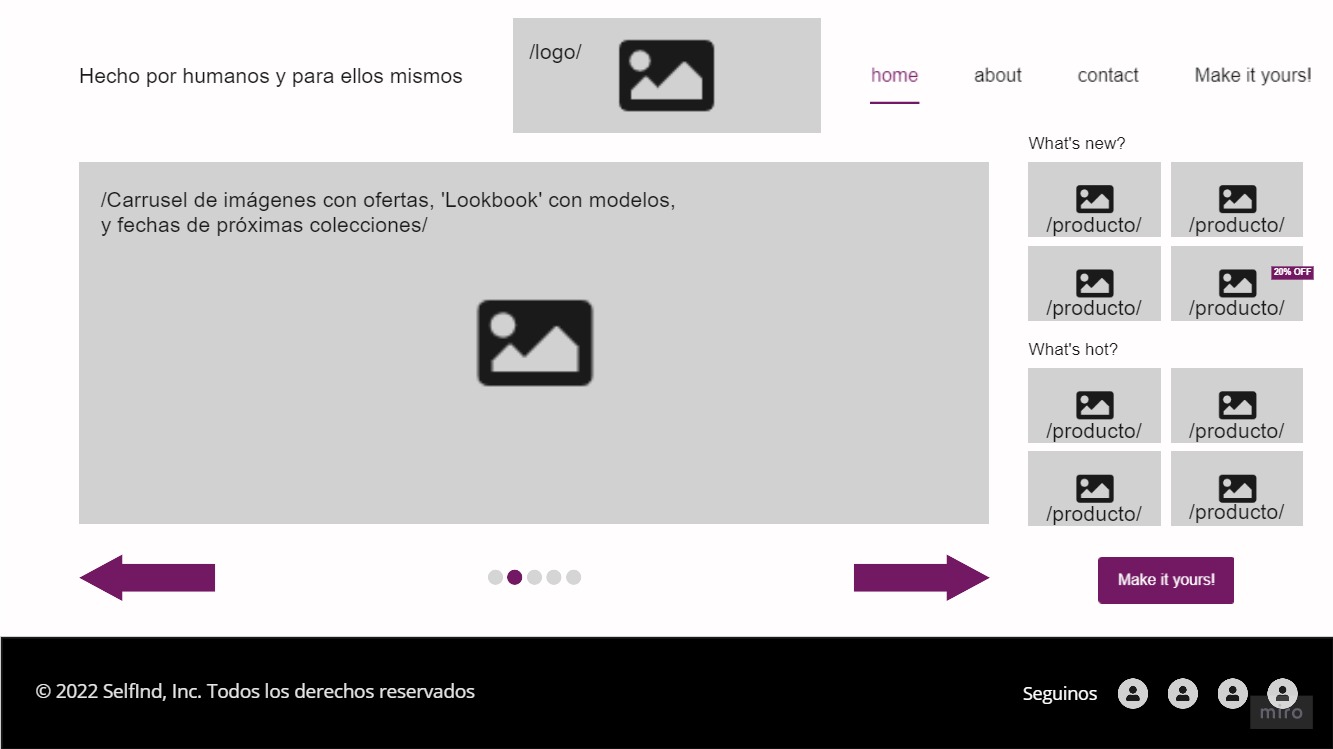 Hecho por humanos y para ellos mismos
/logo/
home
about
contact
Make it yours!
/Carrusel de imágenes con ofertas, 'Lookbook' con modelos,
y fechas de próximas colecciones/
What's new?
/producto/
/producto/
/producto/
/producto/
20% OFF
What's hot?
/producto/
/producto/
/producto/
/producto/
Make it yours!
© 2022 SelfInd, Inc. Todos los derechos reservados
Seguinos
miro